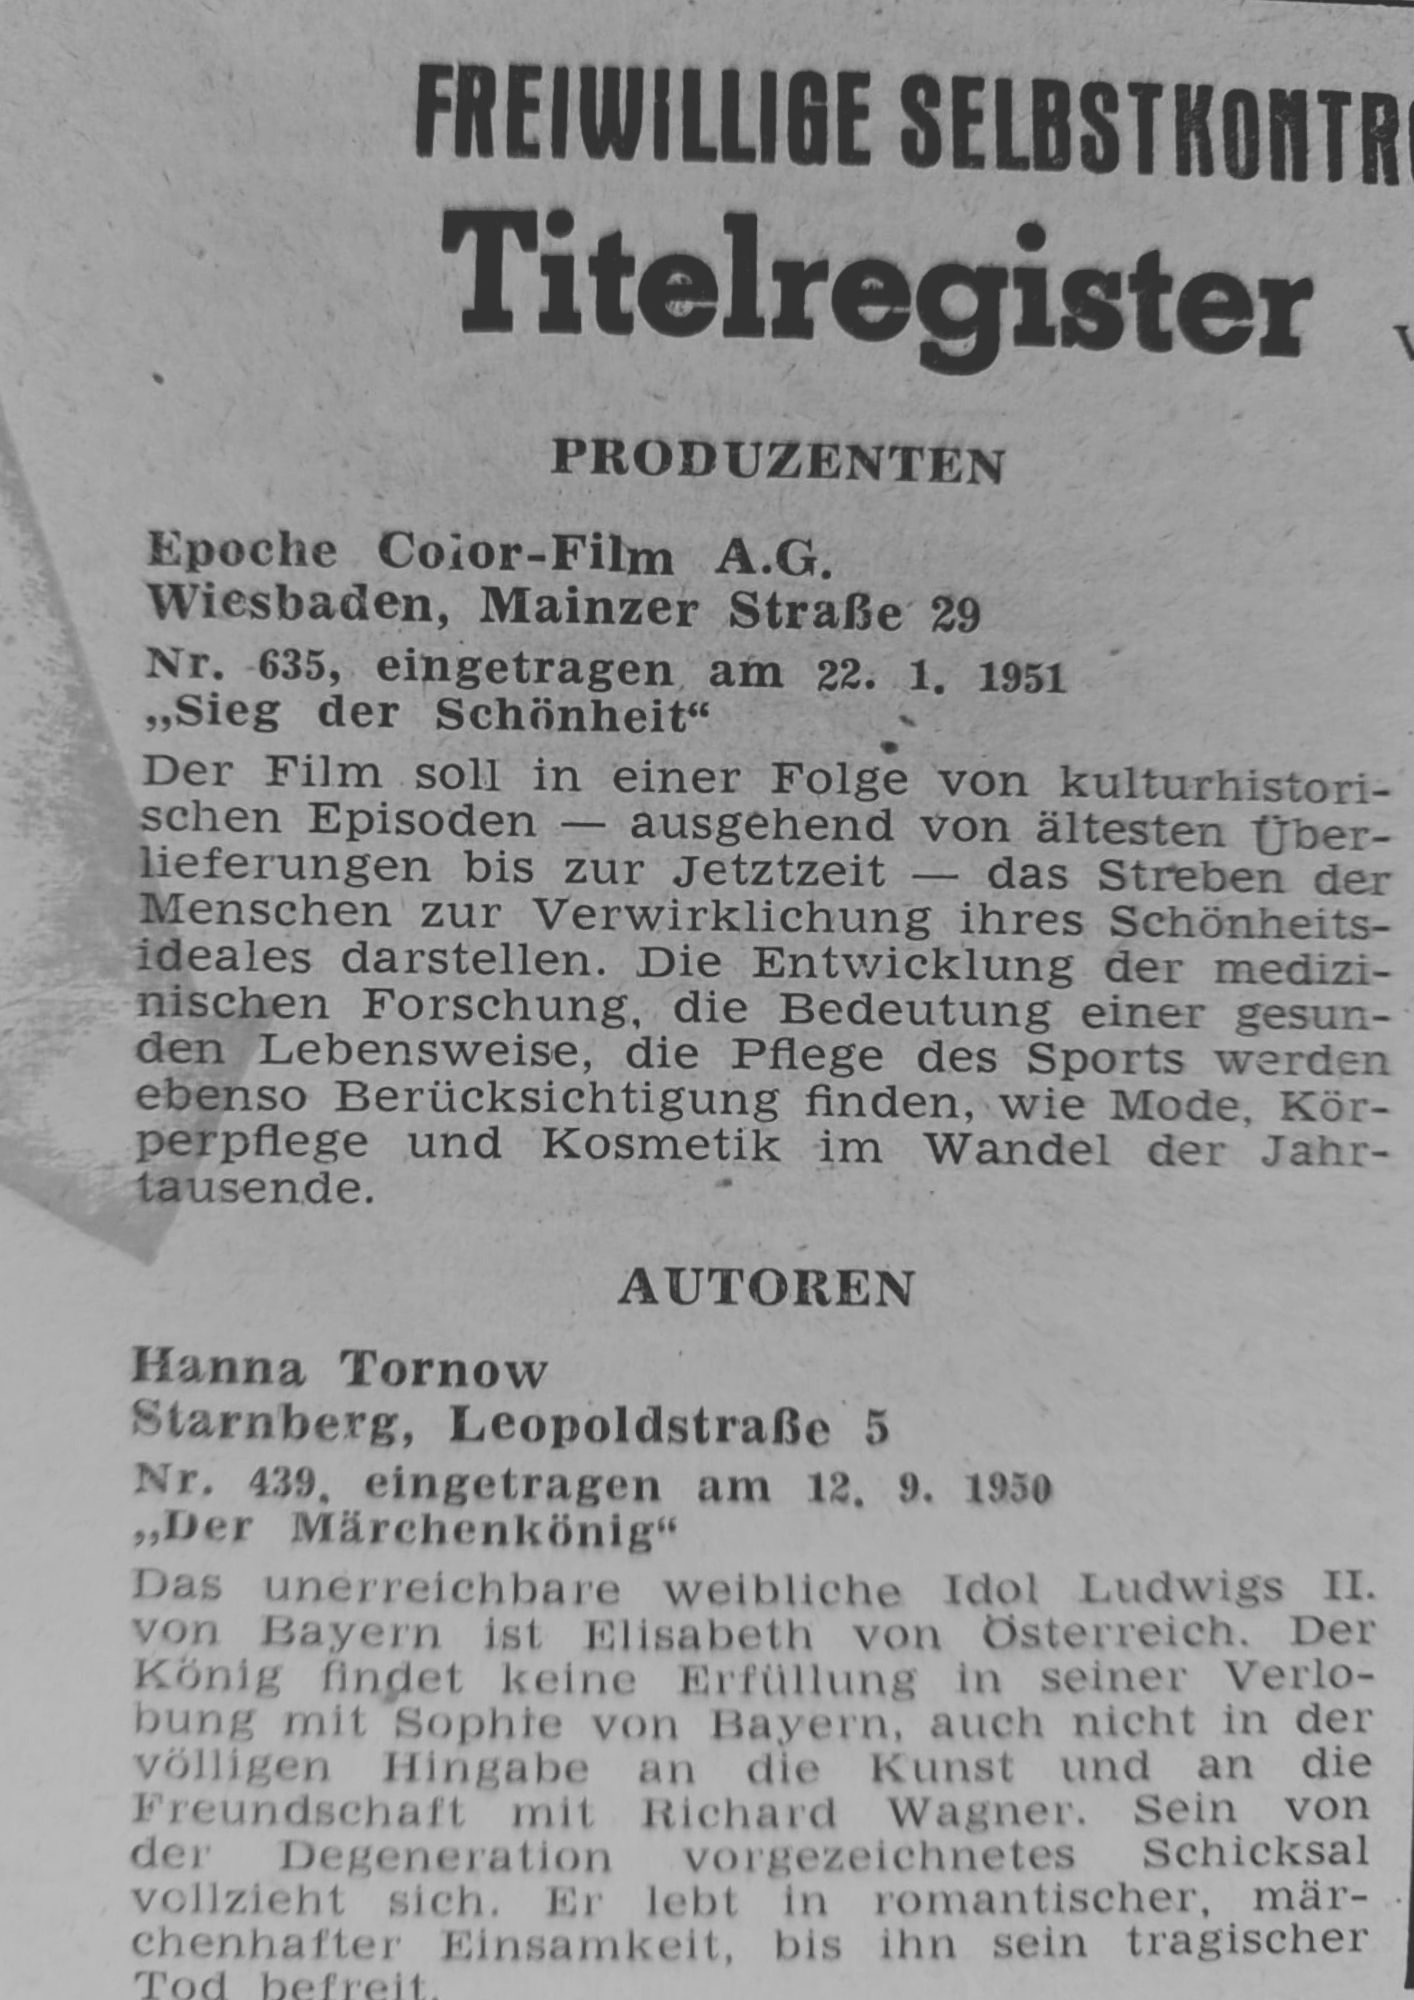 FREIWILLIGE SELBSTKONTR
Titelregister
PRODUZENTEN
Epoche Color-Film A.G.
Wiesbaden, Mainzer Straße 29
Nr. 635, eingetragen am 22. 1. 1951
„Sieg der Schönheit“
Der Film soll in einer Folge von kulturhistori-
schen Episoden — ausgehend von ältesten Über-
lieferungen bis zur Jetztzeit — das Streben der
Menschen zur Verwirklichung ihres Schönheits-
ideales darstellen. Die Entwicklung der medizi-
nischen Forschung, die Bedeutung einer gesun-
den Lebensweise, die Pflege des Sports werden
ebenso Berücksichtigung finden, wie Mode, Kör-
perpflege und Kosmetik im Wandel der Jahr-
tausende.
AUTOREN
Hanna Tornow
Starnberg, Leopoldstraße 5
Nr. 439, eingetragen am 12. 9. 1950
„Der Märchenkönig“
Das unerreichbare weibliche Idol Ludwigs II.
von Bayern ist Elisabeth von Österreich. Der
König findet keine Erfüllung in seiner Verlo-
bung mit Sophie von Bayern, auch nicht in der
völligen Hingabe an die Kunst und an die
Freundschaft mit Richard Wagner. Sein von
der Degeneration vorgezeichnetes Schicksal
vollzieht sich. Er lebt in romantischer, mär-
chenhafter Einsamkeit, bis ihn sein tragischer
Tod befreit.